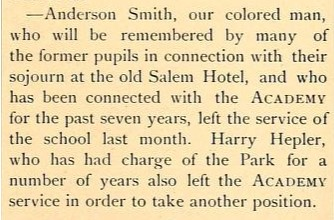 —Anderson Smith, our colored man,
who will be remembered by many of
the former pupils in connection with their
sojourn at the old Salem Hotel, and who
has been connected with the ACADEMY
for the past seven years, left the service of
the school last month. Harry Hepler,
who has had charge of the Park for a
number of years also left the ACADEMY
service in order to take another position.